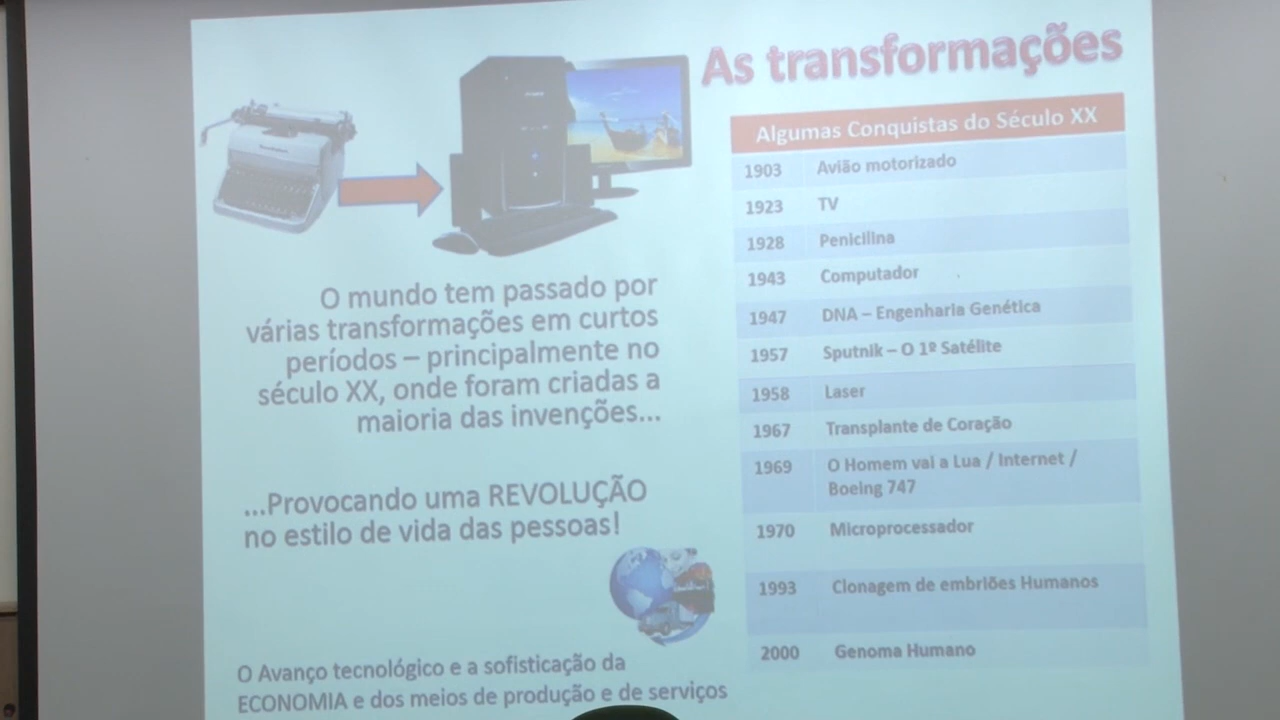 As transformações
O mundo tem passado por
várias transformações em curtos
períodos – principalmente no
século XX, onde foram criadas a
maioria das invenções...
...Provocando uma REVOLUÇÃO
no estilo de vida das pessoas!
O Avanço tecnológico e a sofisticação da
ECONOMIA e dos meios de produção e de serviços
Algumas Conquistas do Século XX
1903 Avião motorizado
1923 TV
1928 Penicilina
1943 Computador
1947 DNA – Engenharia Genética
1957 Sputnik – O 1º Satélite
1958 Laser
1967 Transplante de Coração
1969 O Homem vai a Lua / Internet /
Boeing 747
1970 Microprocessador
1993 Clonagem de embriões Humanos
2000 Genoma Humano